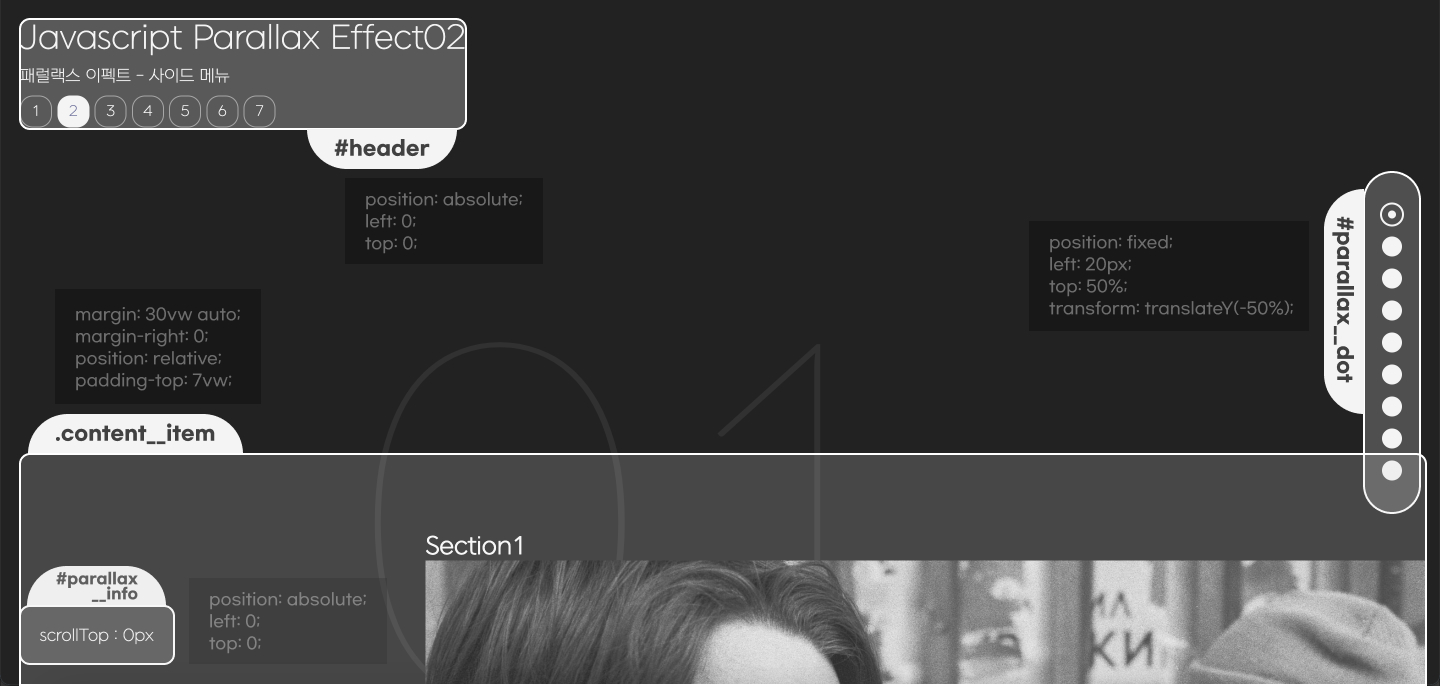 Javascript Parallax Effect02
패럴랙스 이펙트 - 사이드 메뉴
1 2 3 4 5 6 7
#header
position: absolute;
left: 0;
top: 0;
position: fixed;
left: 20px;
top: 50%;
transform: translateY(-50%);
#parallax__dot
margin: 30vw auto;
margin-right: 0;
position: relative;
padding-top: 7vw;
.content__item
01
Section1
#parallax
__info
scrollTop : 0px
position: absolute;
left: 0;
top: 0;